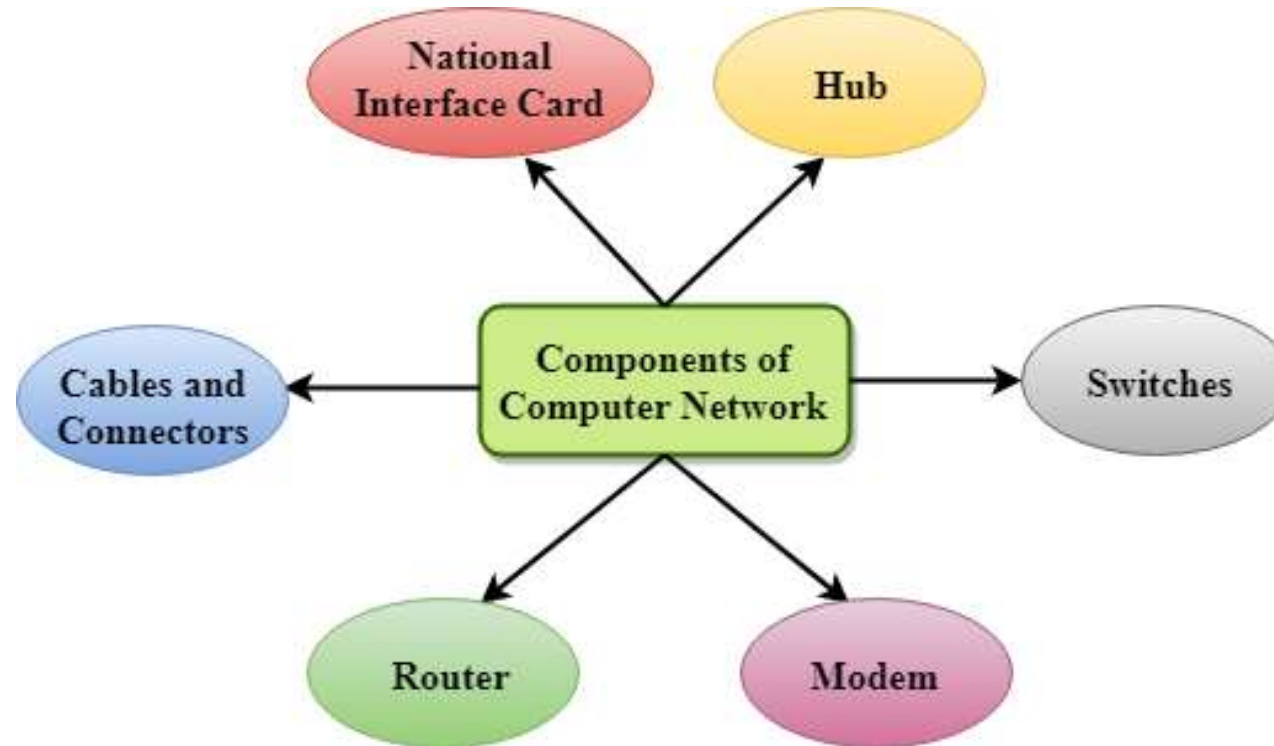 National
Interface Card
Hub
Components of
Computer Network
Switches
Cables and
Connectors
Router
Modem